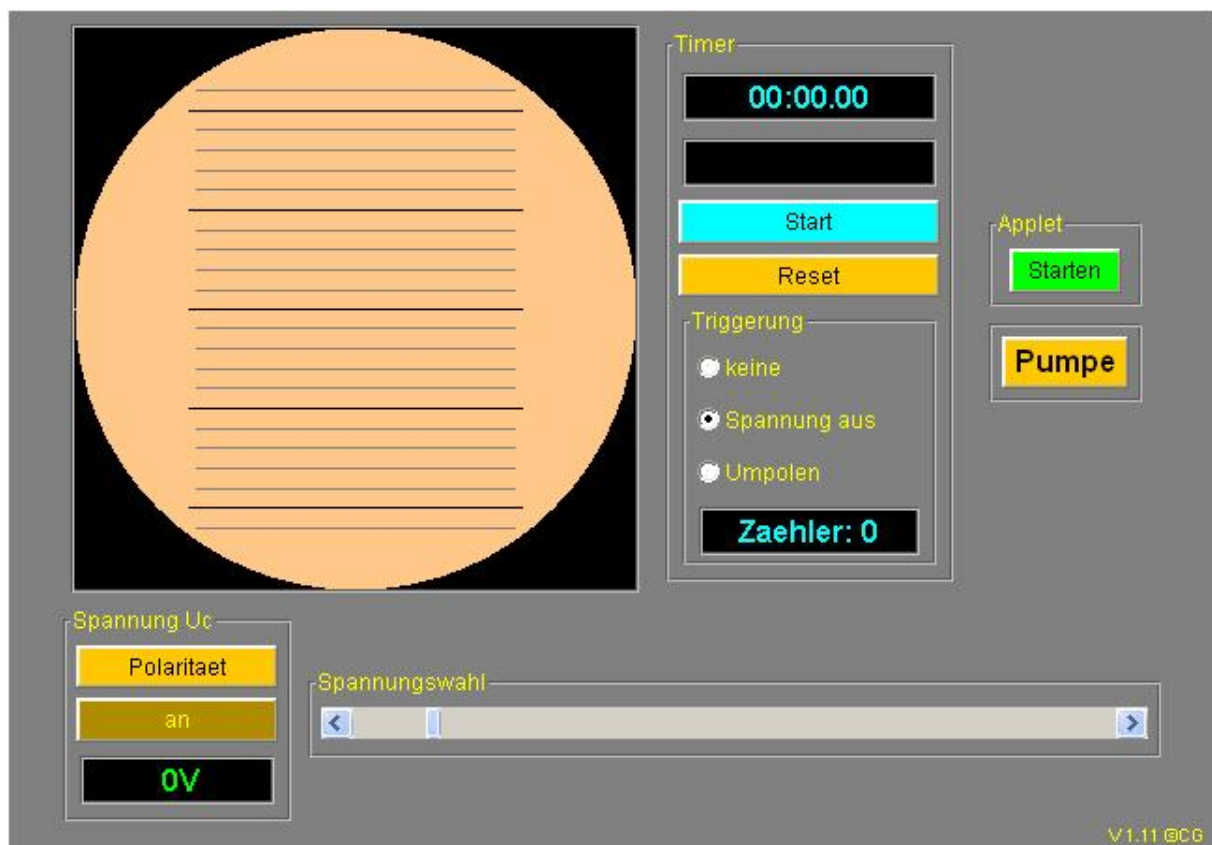 Timer
00:00.00
Start
Reset
Triggerung
keine
Spannung aus
Umpolen
Zaehler: 0
Applet
Starten
Pumpe
Spannung Uc
Polaritaet
an
0V
Spannungswahl
V1.11 @CG